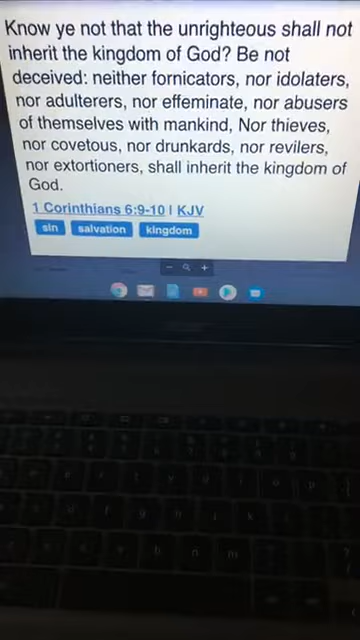 Know ye not that the unrighteous shall not
inherit the kingdom of God? Be not
deceived: neither fornicators, nor idolaters,
nor adulterers, nor effeminate, nor abusers
of themselves with mankind, Nor thieves,
nor covetous, nor drunkards, nor revilers,
nor extortioners, shall inherit the kingdom of
God.
1 Corinthians 6:9-10 | KJV
sin salvation kingdom